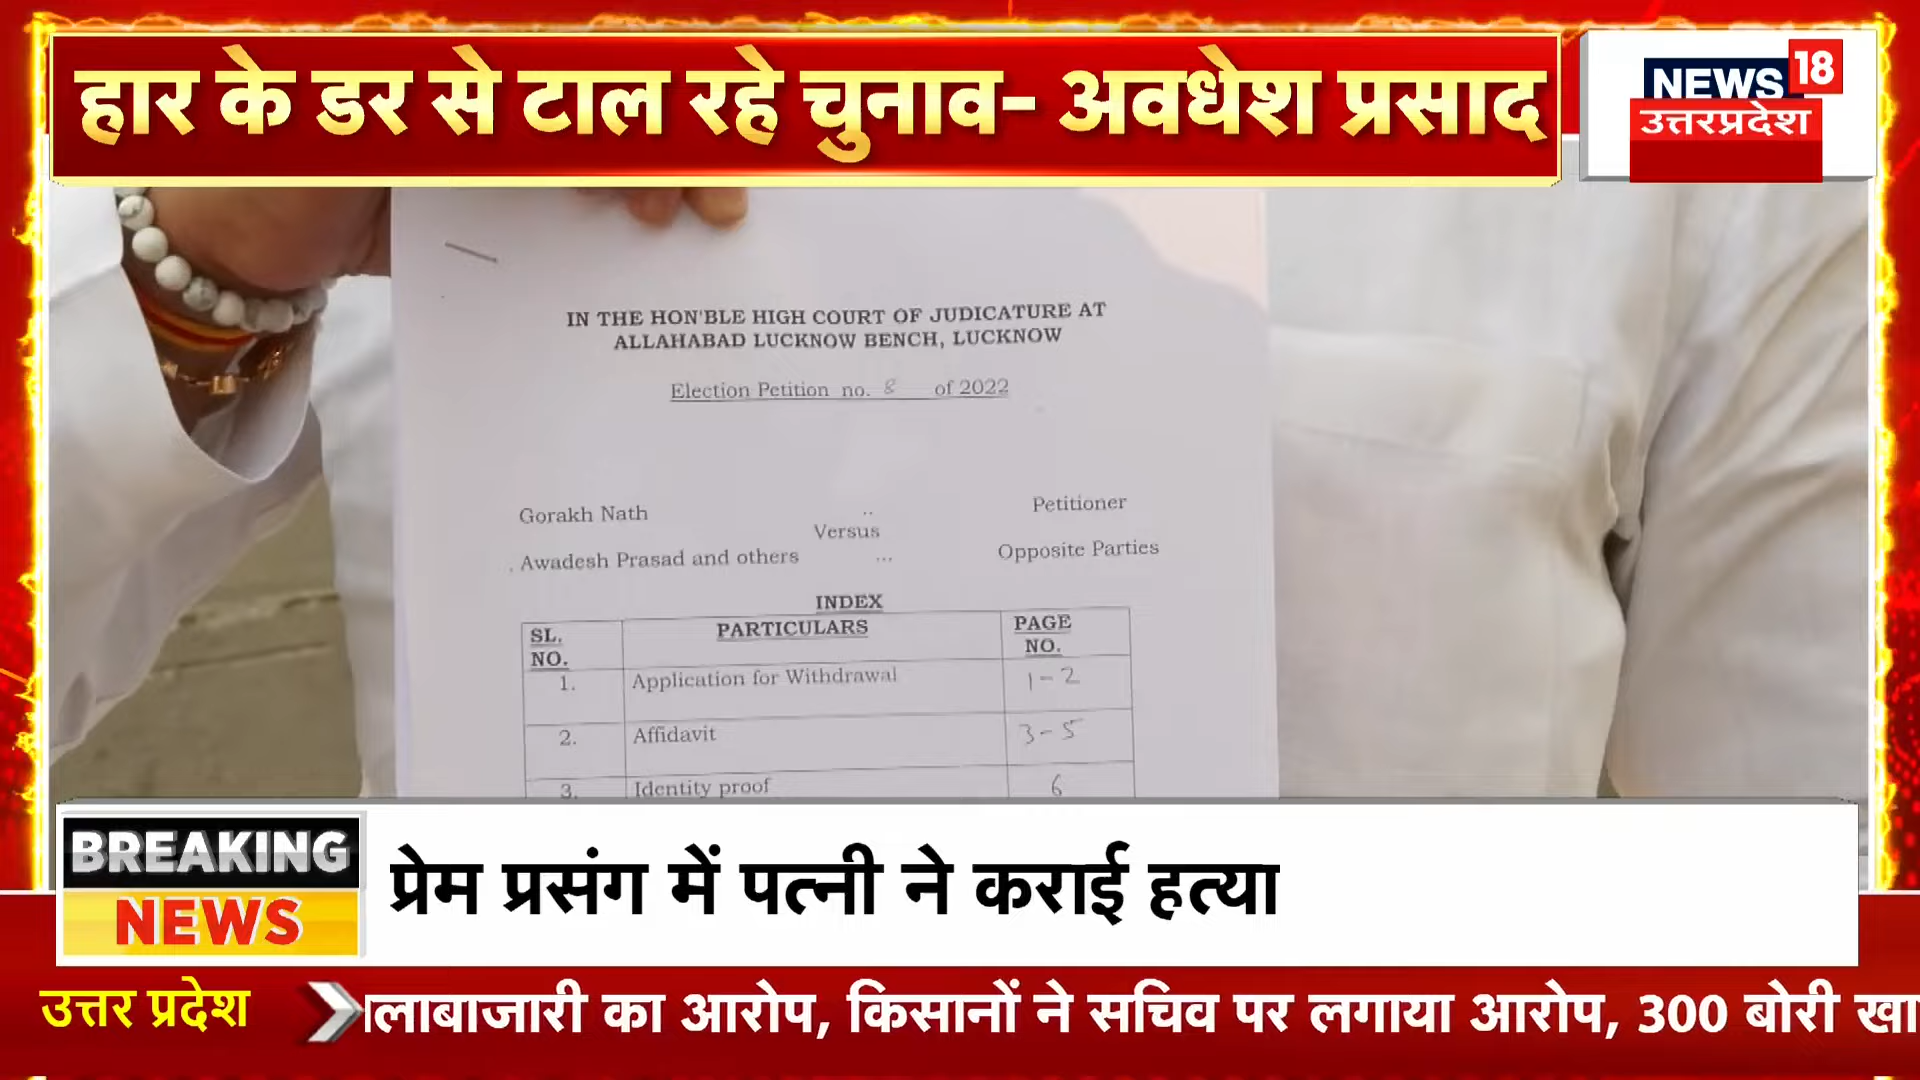 हार के डर से टाल रहे चुनाव- अवधेश प्रसाद
NEWS 18
उत्तरप्रदेश
IN THE HON'BLE HIGH COURT OF JUDICATURE AT
ALLAHABAD LUCKNOW BENCH, LUCKNOW
Election Petition no. 8 of 2022
Gorakh Nath .. Petitioner
Versus
Awadesh Prasad and others ... Opposite Parties
INDEX
SL. NO. PARTICULARS PAGE NO.
1. Application for Withdrawal 1-2
2. Affidavit 3-5
3. Identity proof 6
BREAKING
NEWS
प्रेम प्रसंग में पत्नी ने कराई हत्या
उत्तर प्रदेश
लाबाजारी का आरोप, किसानों ने सचिव पर लगाया आरोप, 300 बोरी खा